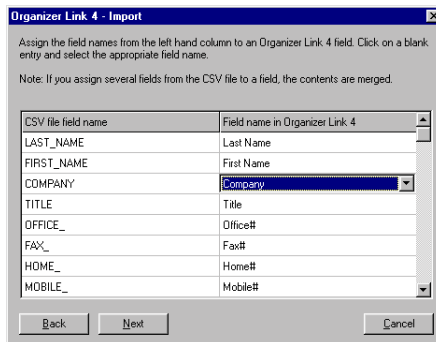 Organizer Link 4 - Import
Assign the field names from the left hand column to an Organizer Link 4 field. Click on a blank
entry and select the appropriate field name.
Note: If you assign several fields from the CSV file to a field, the contents are merged.
CSV file field name Field name in Organizer Link 4
LAST_NAME Last Name
FIRST_NAME First Name
COMPANY Company
TITLE Title
OFFICE_ Office#
FAX_ Fax#
HOME_ Home#
MOBILE_ Mobile#
Back Next Cancel